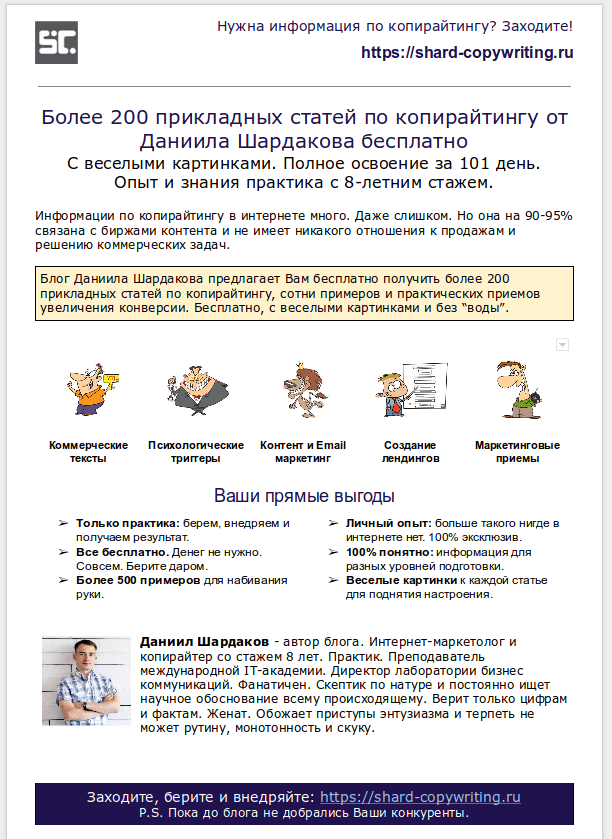 SC.
Нужна информация по копирайтингу? Заходите!
https://shard-copywriting.ru
Более 200 прикладных статей по копирайтингу от
Даниила Шардакова бесплатно
С веселыми картинками. Полное освоение за 101 день.
Опыт и знания практика с 8-летним стажем.
Информации по копирайтингу в интернете много. Даже слишком. Но она на 90-95%
связана с биржами контента и не имеет никакого отношения к продажам и
решению коммерческих задач.
Блог Даниила Шардакова предлагает Вам бесплатно получить более 200
прикладных статей по копирайтингу, сотни примеров и практических приемов
увеличения конверсии. Бесплатно, с веселыми картинками и без “воды”.
Коммерческие
тексты
Психологические
триггеры
Контент и Email
маркетинг
Создание
лендингов
Маркетинговые
приемы
Ваши прямые выгоды
➢ Только практика: берем, внедряем и
получаем результат.
➢ Все бесплатно. Денег не нужно.
Совсем. Берите даром.
➢ Более 500 примеров для набивания
руки.
➢ Личный опыт: больше такого нигде в
интернете нет. 100% эксклюзив.
➢ 100% понятно: информация для
разных уровней подготовки.
➢ Веселые картинки к каждой статье
для поднятия настроения.
Даниил Шардаков - автор блога. Интернет-маркетолог и
копирайтер со стажем 8 лет. Практик. Преподаватель
международной IT-академии. Директор лаборатории бизнес
коммуникаций. Фанатичен. Скептик по натуре и постоянно ищет
научное обоснование всему происходящему. Верит только цифрам
и фактам. Женат. Обожает приступы энтузиазма и терпеть не
может рутину, монотонность и скуку.
Заходите, берите и внедряйте: https://shard-copywriting.ru
P.S. Пока до блога не добрались Ваши конкуренты.